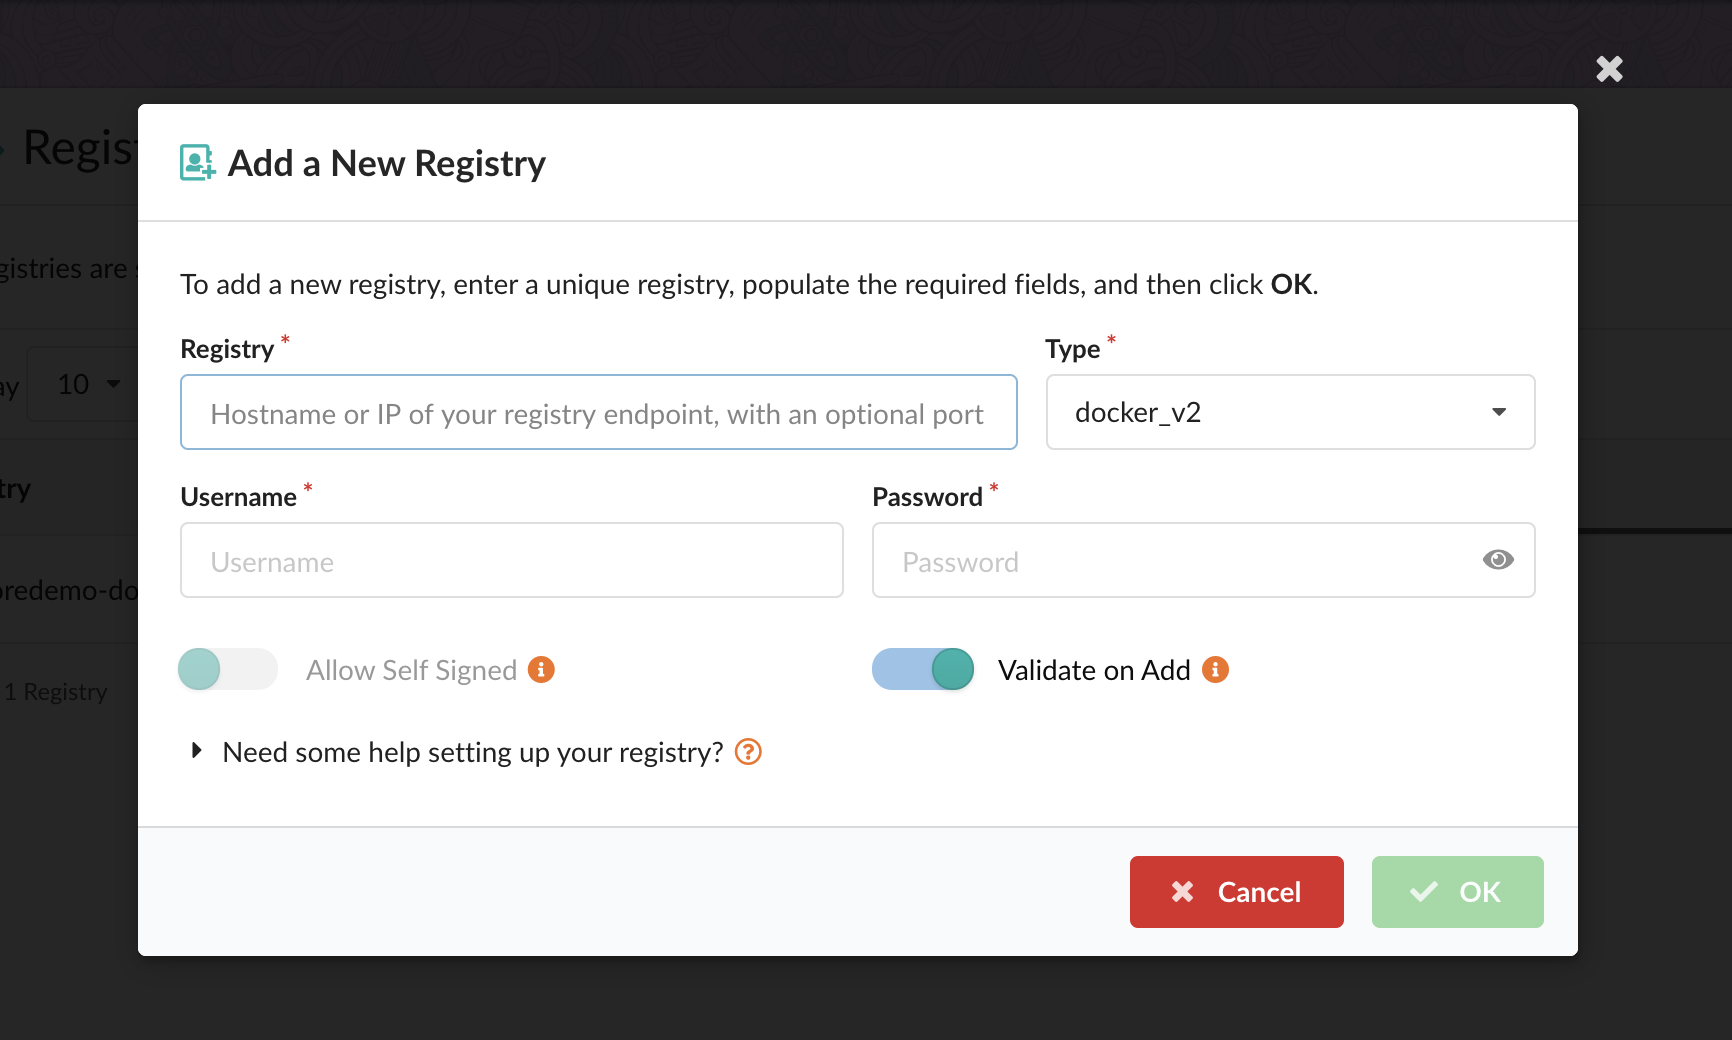 Regist
Add a New Registry
gistries are
To add a new registry, enter a unique registry, populate the required fields, and then click OK.
Registry *
Type *
ay 10
Hostname or IP of your registry endpoint, with an optional port
docker_v2
try
Username *
Password *
Username
Password
oredemo-do
Allow Self Signed
Validate on Add
1 Registry
Need some help setting up your registry?
Cancel
OK